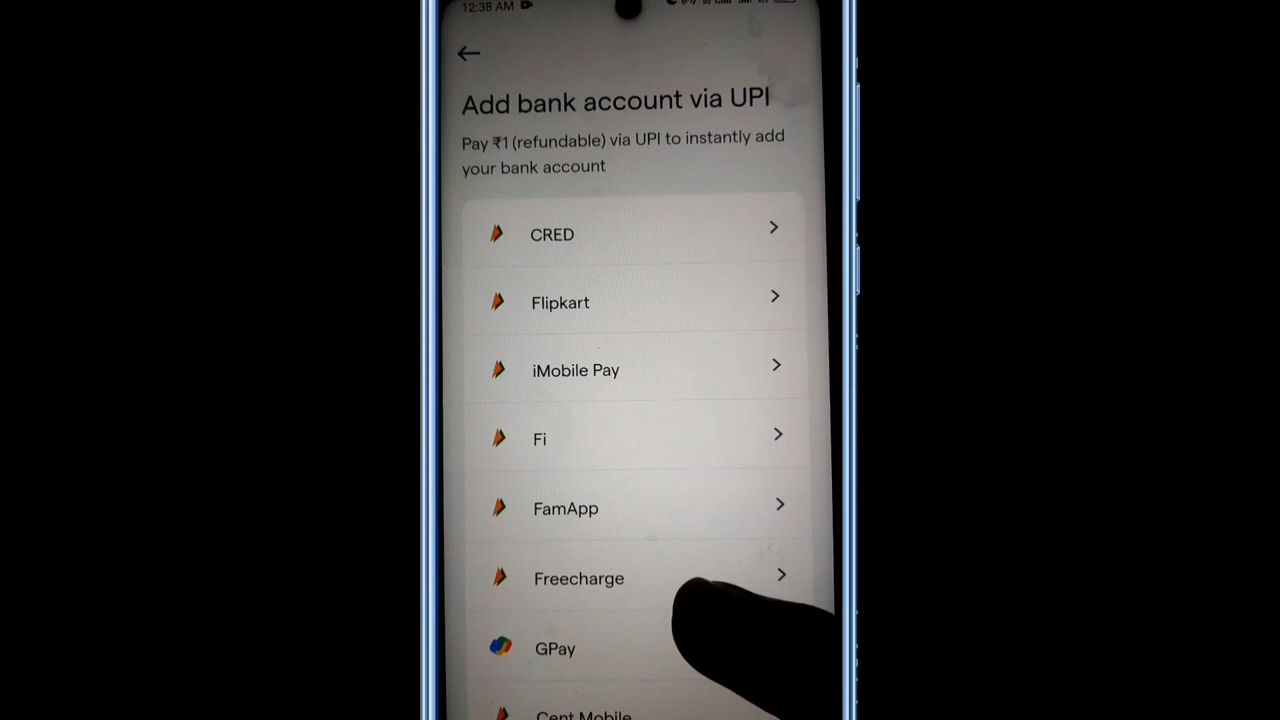 12:38 AM
Add bank account via UPI
Pay ₹1 (refundable) via UPI to instantly add
your bank account
CRED
Flipkart
iMobile Pay
Fi
FamApp
Freecharge
GPay
Cent Mobile